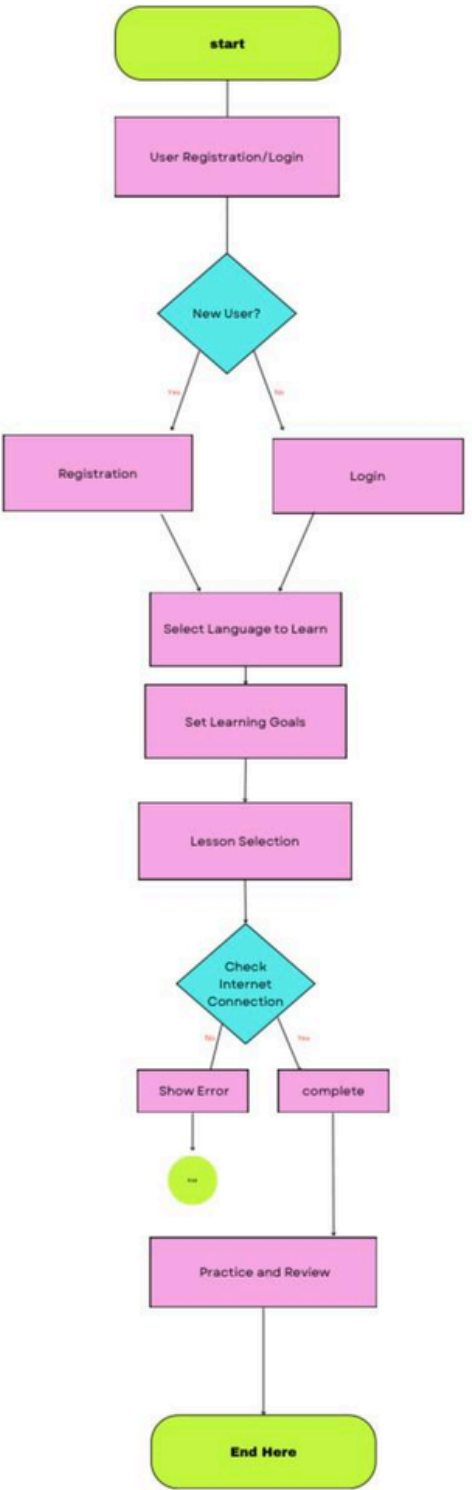 start
User Registration/Login
New User?
Yes
No
Registration
Login
Select Language to Learn
Set Learning Goals
Lesson Selection
Check
Internet
Connection
No
Yes
Show Error
complete
Practice and Review
End Here